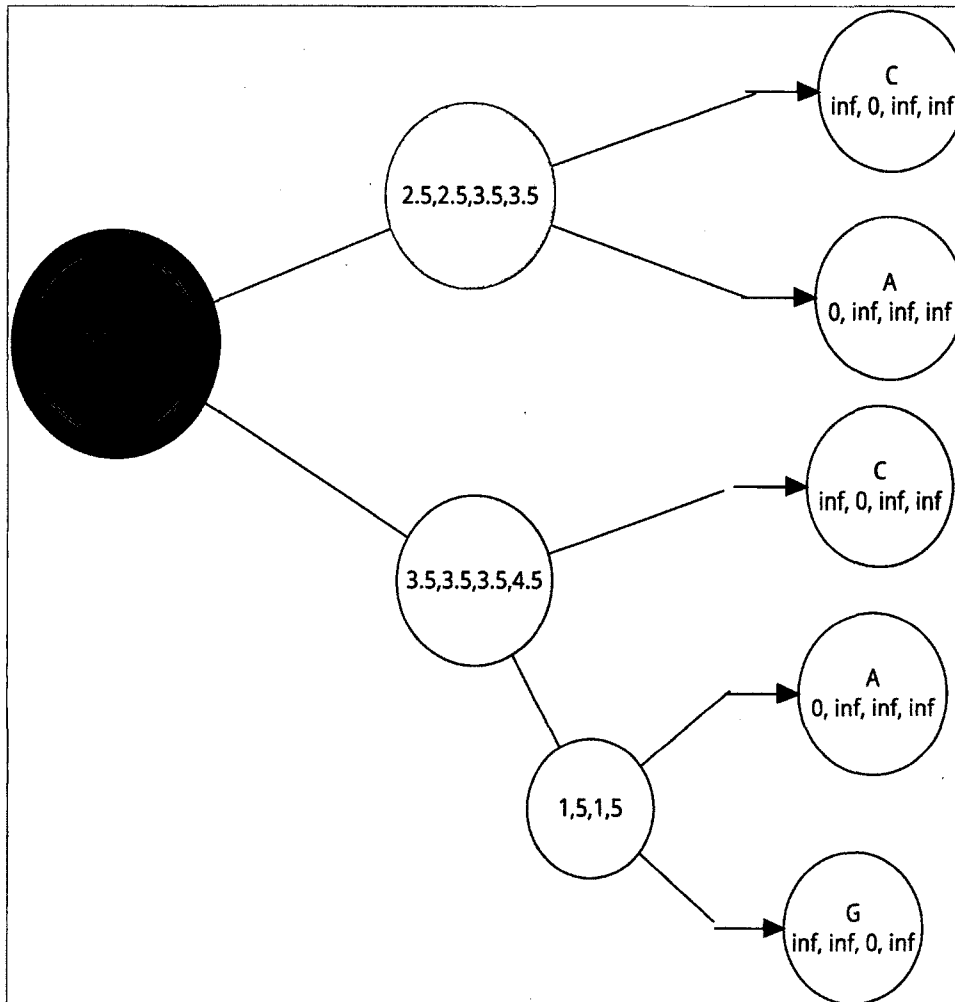 C
inf, 0, inf, inf
2.5,2.5,3.5,3.5
A
0, inf, inf, inf
C
inf, 0, inf, inf
3.5,3.5,3.5,4.5
A
0, inf, inf, inf
1,5,1,5
G
inf, inf, 0, inf